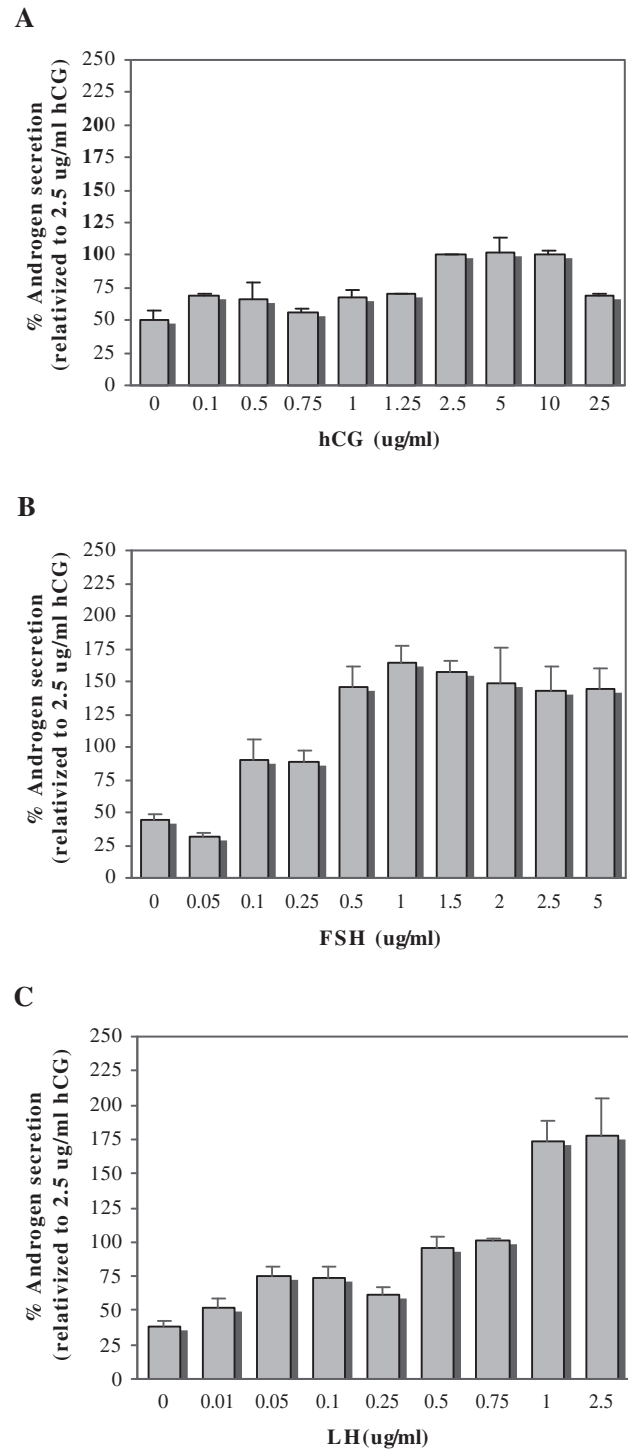 A
% Androgen secretion
(relativized to 2.5 ug/ml hCG)
250
225
200
175
150
125
100
75
50
25
0
0 0.1 0.5 0.75 1 1.25 2.5 5 10 25
hCG (ug/ml)
B
% Androgen secretion
(relativized to 2.5 ug/ml hCG)
250
225
200
175
150
125
100
75
50
25
0
0 0.05 0.1 0.25 0.5 1 1.5 2 2.5 5
FSH (ug/ml)
C
% Androgen secretion
(relativized to 2.5 ug/ml hCG)
250
225
200
175
150
125
100
75
50
25
0
0 0.01 0.05 0.1 0.25 0.5 0.75 1 2.5
LH(ug/ml)